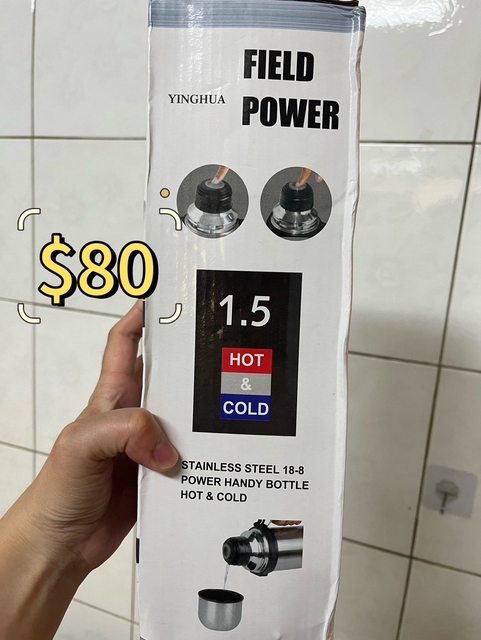 FIELD
YINGHUA
POWER
$80
1.5
HOT
&
COLD
STAINLESS STEEL 18-8
POWER HANDY BOTTLE
HOT & COLD